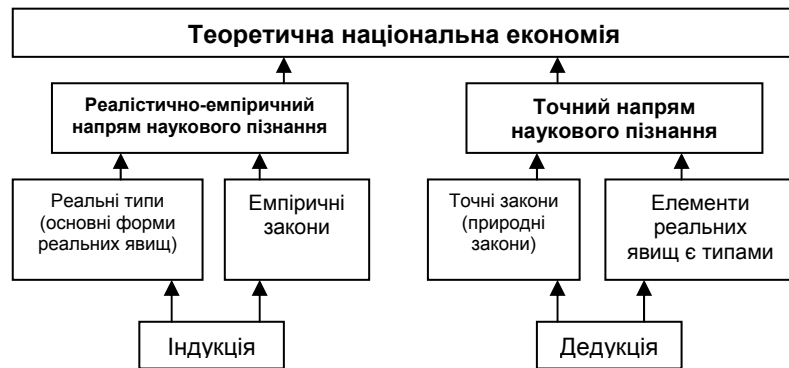 Теоретична національна економія
Реалістично-емпіричний
напрям наукового пізнання
Точний напрям
наукового пізнання
Реальні типи
(основні форми
реальних явищ)
Емпіричні
закони
Точні закони
(природні
закони)
Елементи
реальних
явищ є типами
Індукція
Дедукція